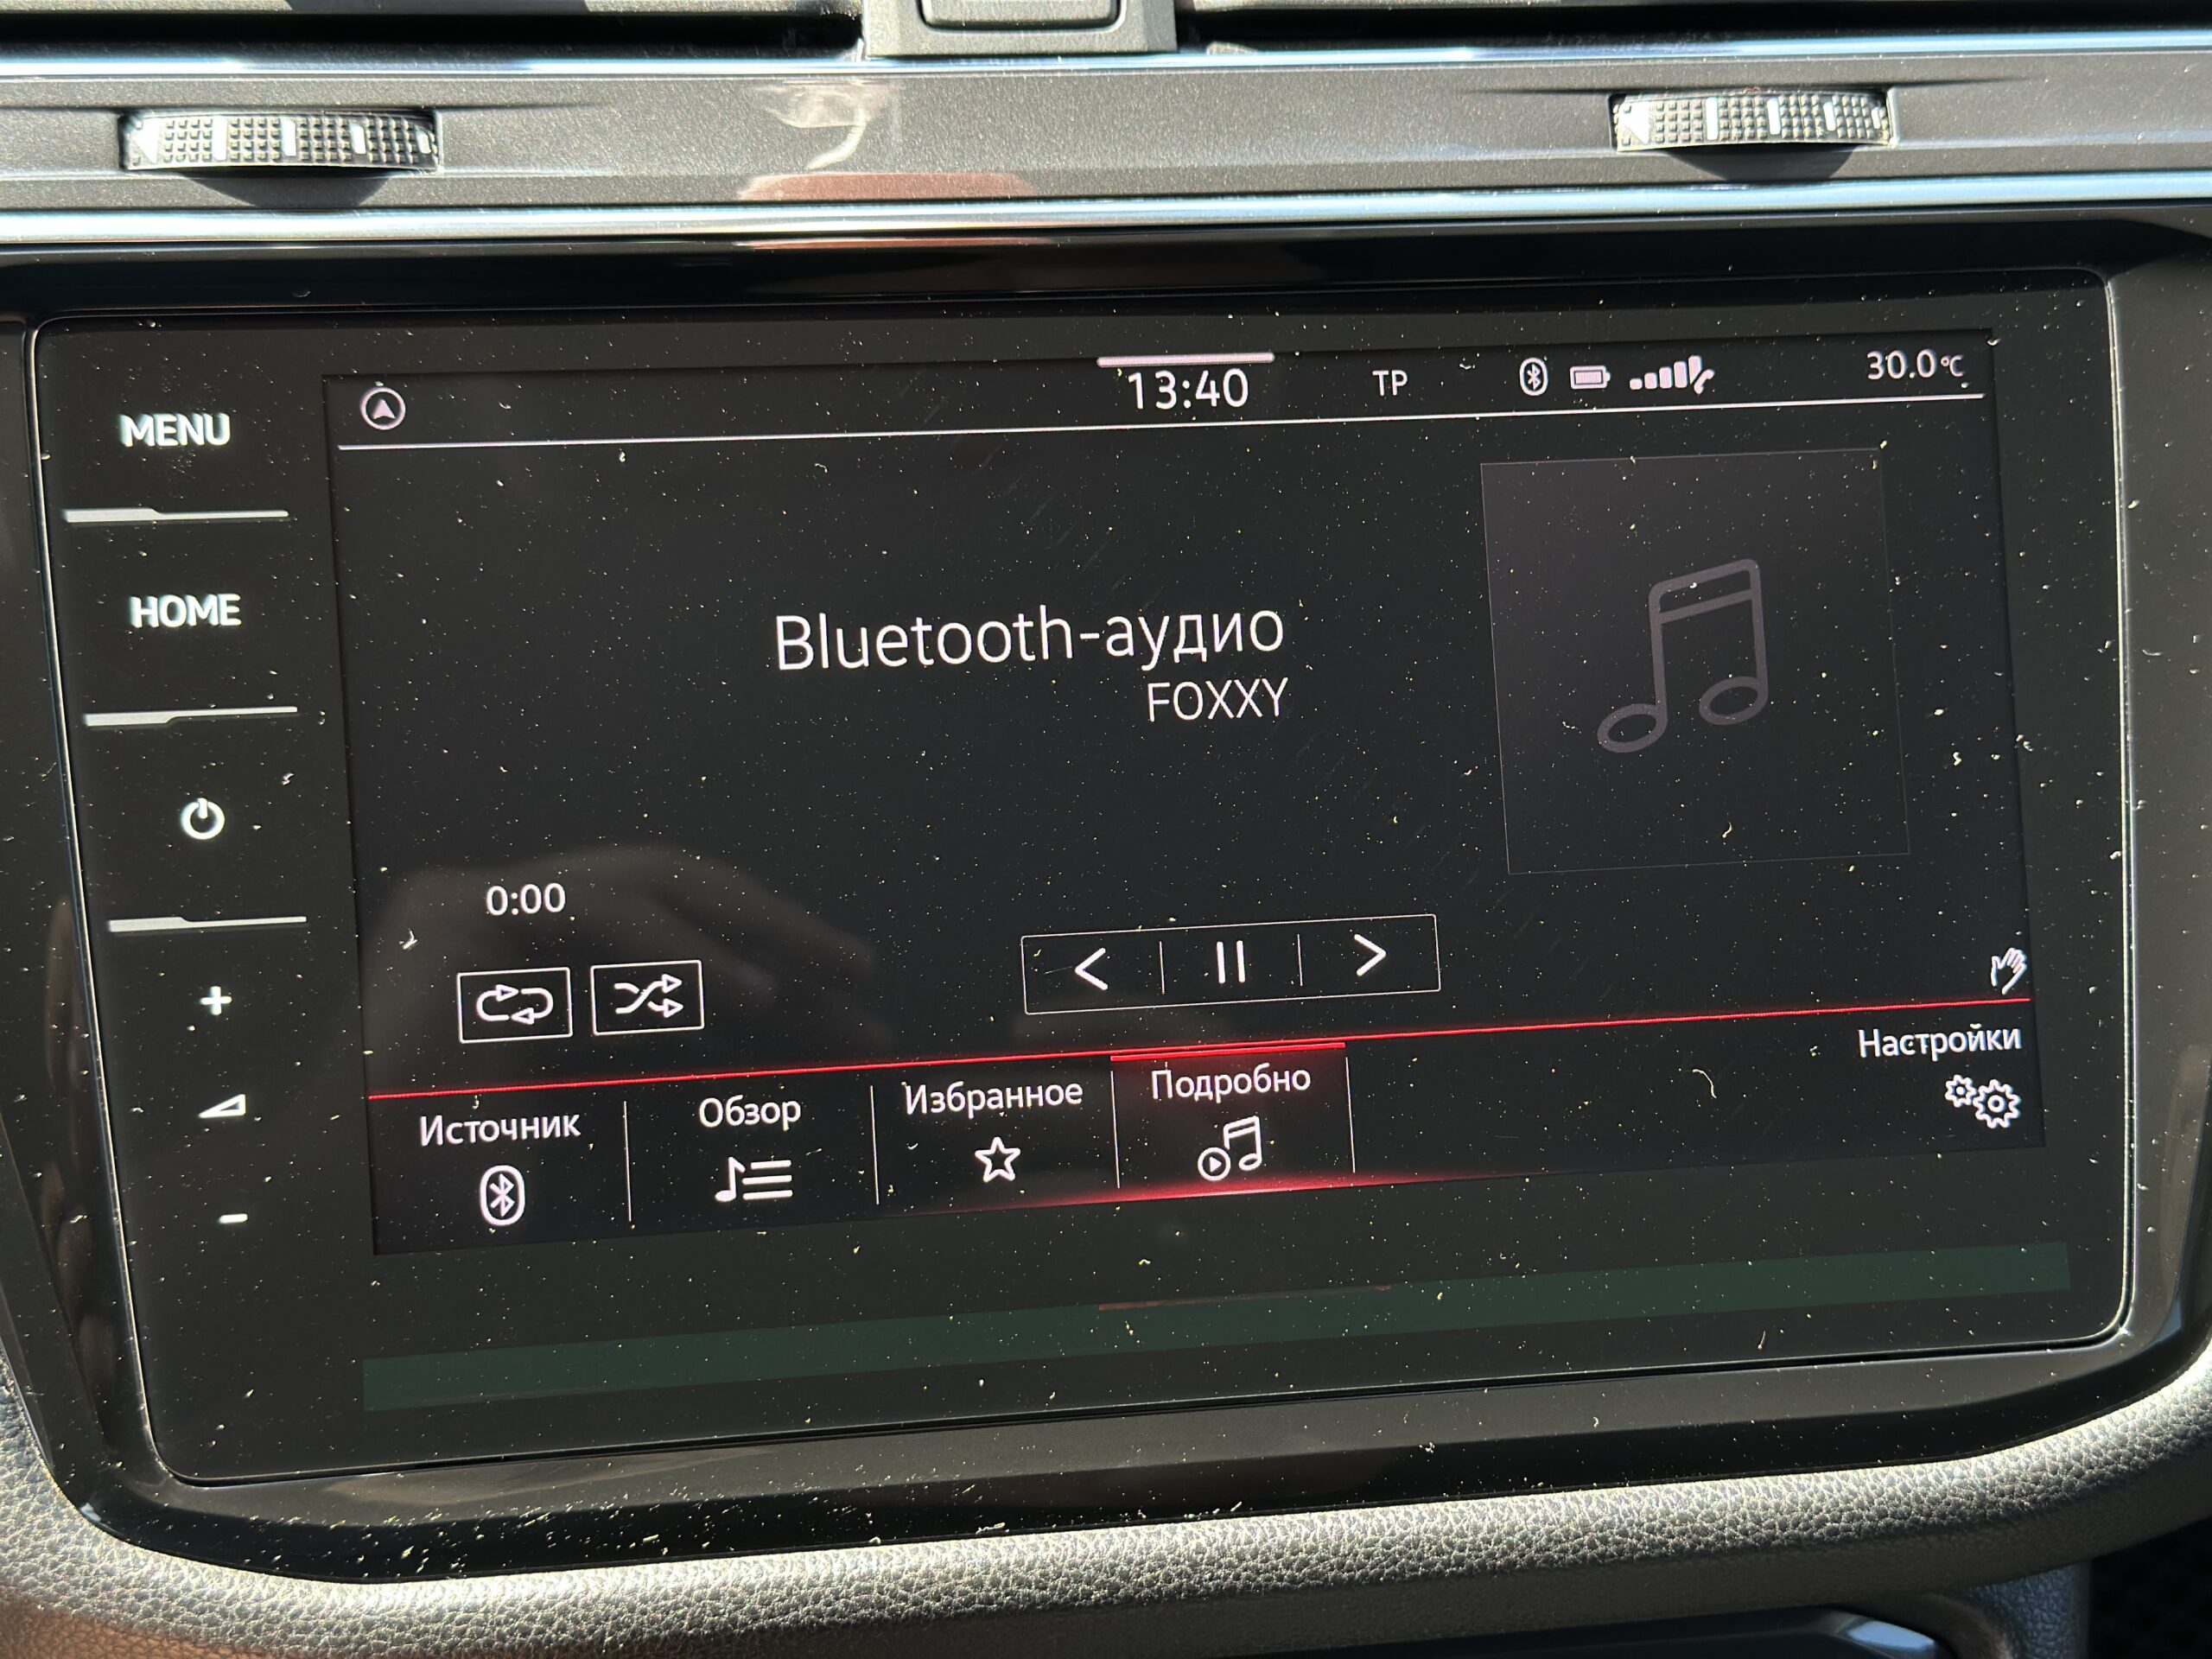 13:40
TP
30.0°C
MENU
HOME
Bluetooth-аудио
FOXXY
0:00
+
-
Источник
Обзор
Избранное
Подробно
Настройки